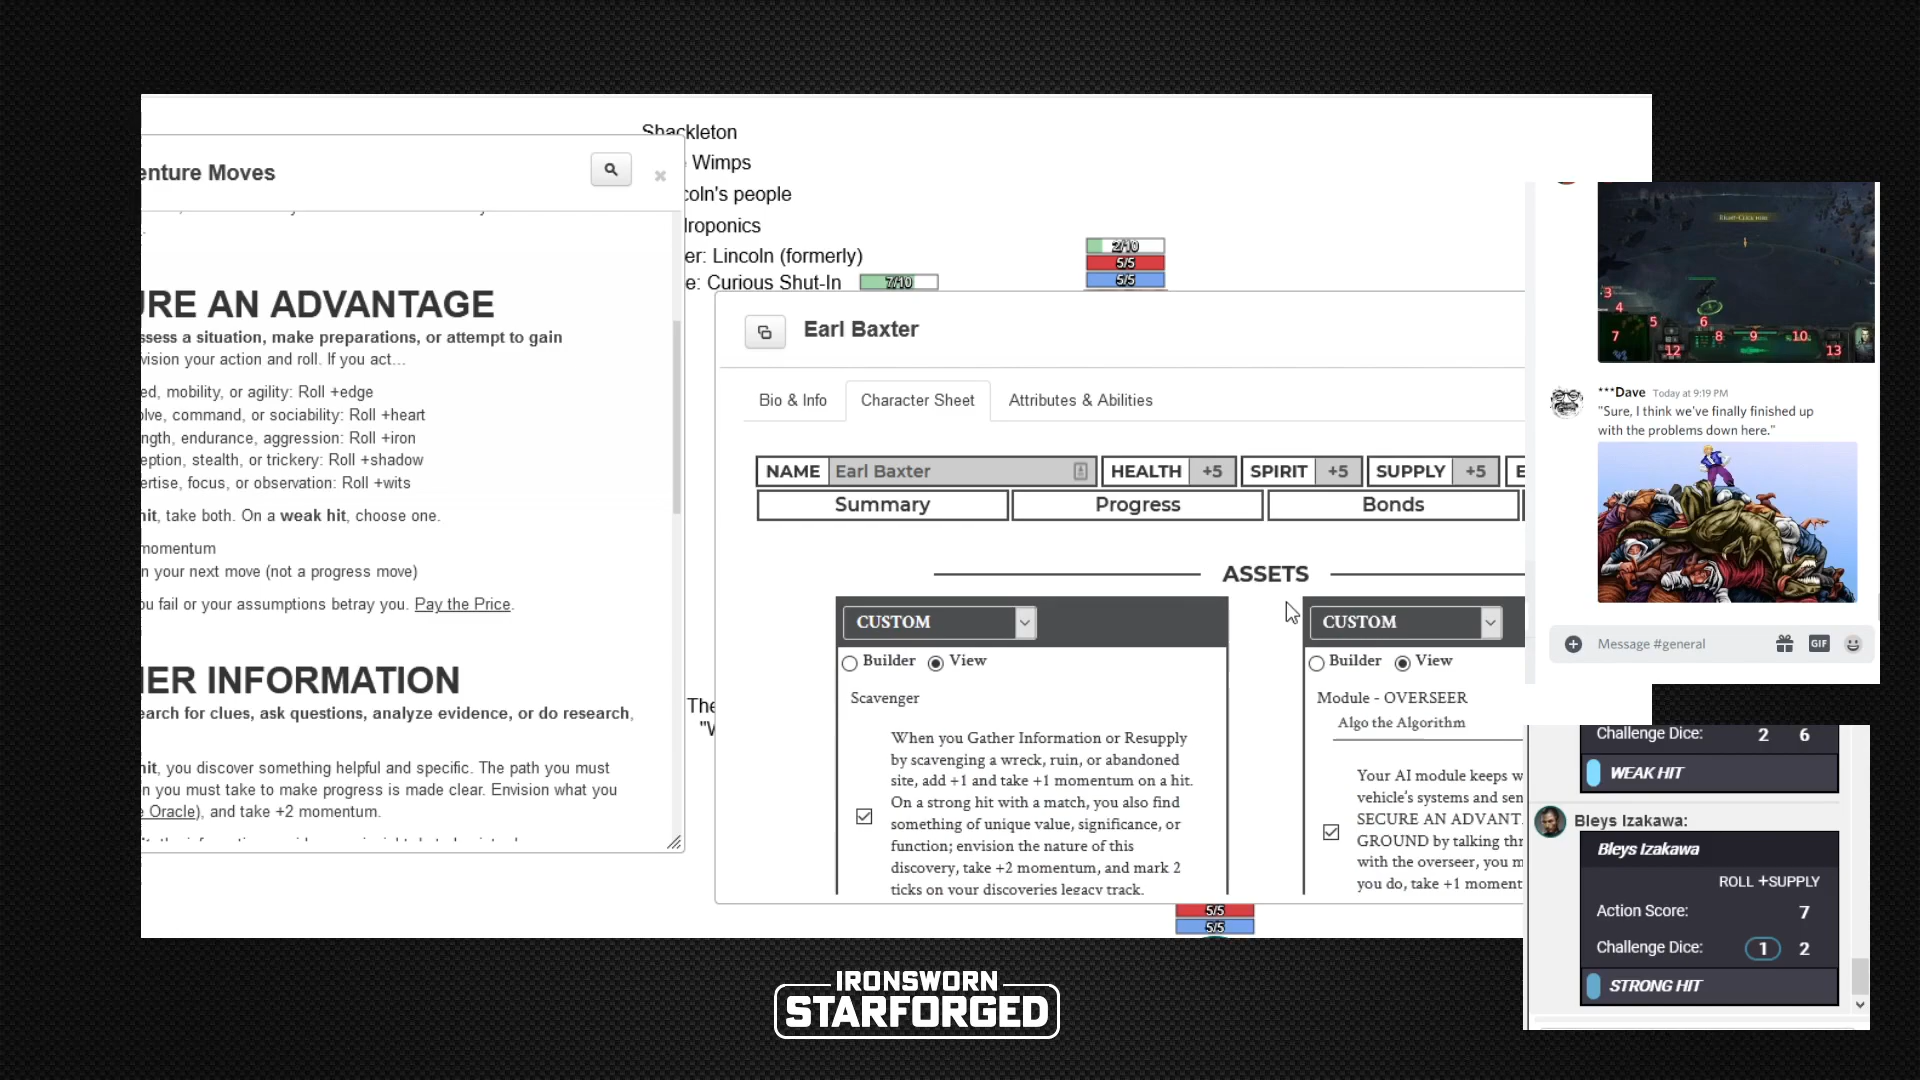 Shackleton
Wimps
coln's people
droponics
er: Lincoln (formerly)
e: Curious Shut-In 7/10
2/10
5/5
5/5
enture Moves
URE AN ADVANTAGE
ssess a situation, make preparations, or attempt to gain
vision your action and roll. If you act...
ed, mobility, or agility: Roll +edge
olve, command, or sociability: Roll +heart
ngth, endurance, aggression: Roll +iron
eption, stealth, or trickery: Roll +shadow
ertise, focus, or observation: Roll +wits
hit, take both. On a weak hit, choose one.
momentum
n your next move (not a progress move)
ou fail or your assumptions betray you. Pay the Price.
HER INFORMATION
earch for clues, ask questions, analyze evidence, or do research,
hit, you discover something helpful and specific. The path you must
n you must take to make progress is made clear. Envision what you
e Oracle), and take +2 momentum.
The
"W
Earl Baxter
Bio & Info Character Sheet Attributes & Abilities
NAME Earl Baxter HEALTH +5 SPIRIT +5 SUPPLY +5 E
Summary Progress Bonds
ASSETS
CUSTOM
Builder View
Scavenger
When you Gather Information or Resupply
by scavenging a wreck, ruin, or abandoned
site, add +1 and take +1 momentum on a hit.
On a strong hit with a match, you also find
something of unique value, significance, or
function; envision the nature of this
discovery, take +2 momentum, and mark 2
ticks on your discoveries legacy track.
CUSTOM
Builder View
Module - OVERSEER
Algo the Algorithm
Your AI module keeps w
vehicle's systems and sen
SECURE AN ADVANT
GROUND by talking thr
with the overseer, you m
you do, take +1 moment
5/5
5/5
3
4
5
6
7
8
9
10
12
13
***Dave Today at 9:19 PM
"Sure, I think we've finally finished up
with the problems down here."
Message #general
GIF
Challenge Dice: 2 6
WEAK HIT
Bleys Izakawa:
Bleys Izakawa
ROLL +SUPPLY
Action Score: 7
Challenge Dice: 1 2
STRONG HIT
IRONSWORN
STARFORGED